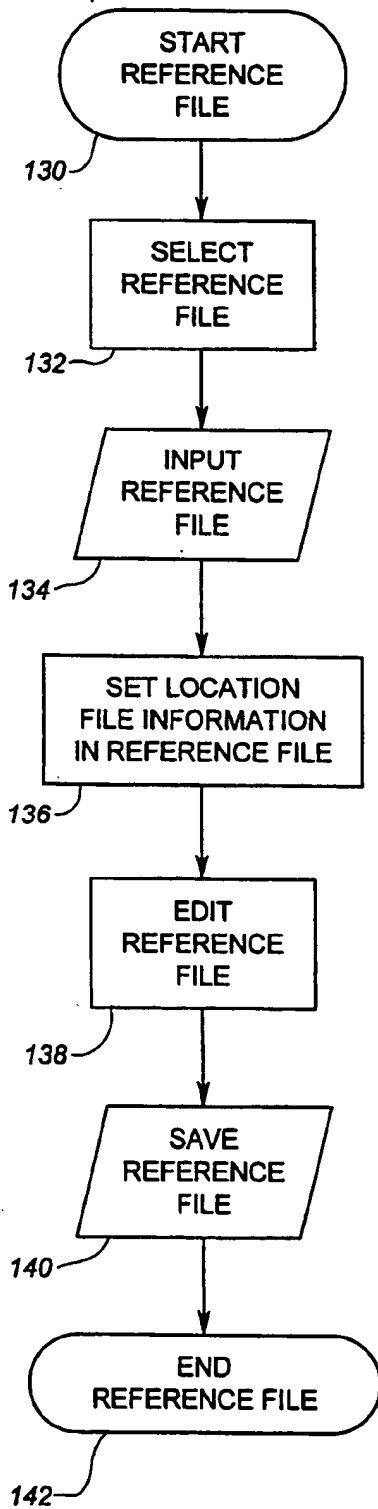 START
REFERENCE
FILE
130
SELECT
REFERENCE
FILE
132
INPUT
REFERENCE
FILE
134
SET LOCATION
FILE INFORMATION
IN REFERENCE FILE
136
EDIT
REFERENCE
FILE
138
SAVE
REFERENCE
FILE
140
END
REFERENCE FILE
142